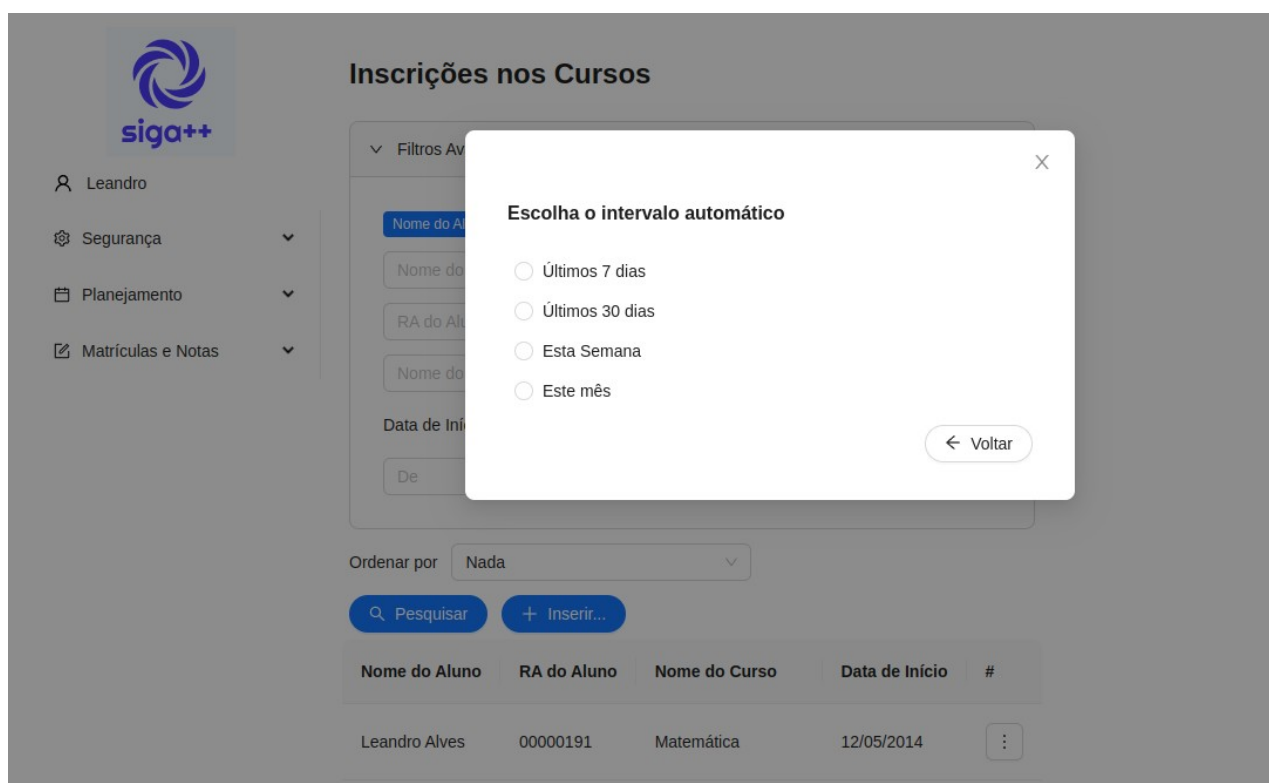 siga++
Leandro
Segurança
Planejamento
Matrículas e Notas
Inscrições nos Cursos
Filtros Av
Nome do Al
Nome do
RA do Alu
Nome do
Data de Iní
De
Escolha o intervalo automático
Últimos 7 dias
Últimos 30 dias
Esta Semana
Este mês
Voltar
Ordenar por Nada
Pesquisar + Inserir...
Nome do Aluno RA do Aluno Nome do Curso Data de Início #
Leandro Alves 00000191 Matemática 12/05/2014